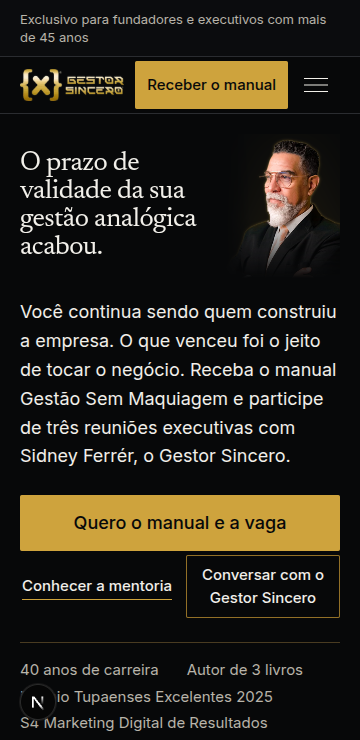 Exclusivo para fundadores e executivos com mais
de 45 anos
{x} GESTOR
SINCERO
Receber o manual
O prazo de
validade da sua
gestão analógica
acabou.
Você continua sendo quem construiu
a empresa. O que venceu foi o jeito
de tocar o negócio. Receba o manual
Gestão Sem Maquiagem e participe
de três reuniões executivas com
Sidney Ferrér, o Gestor Sincero.
Quero o manual e a vaga
Conhecer a mentoria
Conversar com o
Gestor Sincero
40 anos de carreira
Autor de 3 livros
N
Tupaenses Excelentes 2025
S4 Marketing Digital de Resultados